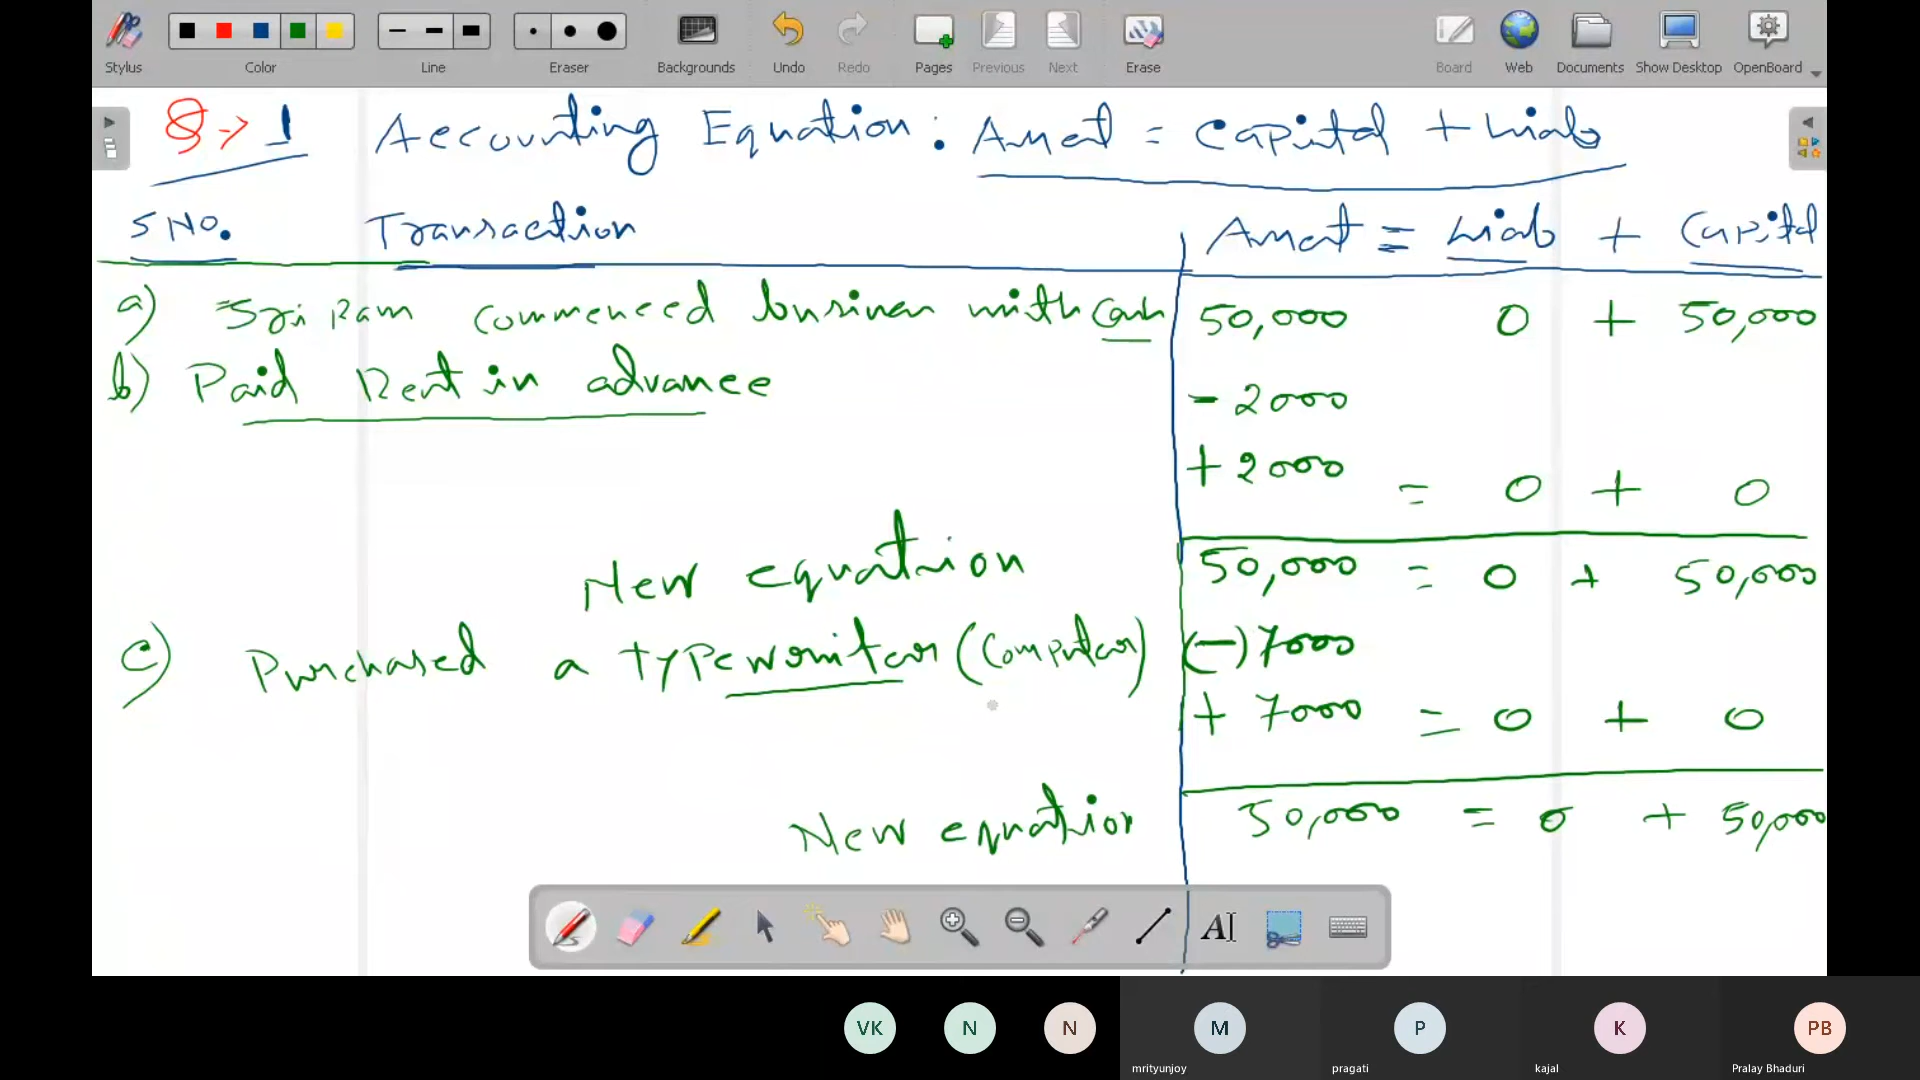 Stylus Color Line Eraser Backgrounds Undo Redo Pages Previous Next Erase Board Web Documents Show Desktop OpenBoard
Q → 1 Accounting Equation: Asset = Capital + Liab
S No. Transaction Asset = Liab + Capital
a) Sri Ram commenced business with Cash 50,000 0 + 50,000
b) Paid Rent in advance - 2000
+ 2000 = 0 + 0
New equation 50,000 = 0 + 50,000
c) Purchased a typewriter (Computer) (-) 7000
+ 7000 = 0 + 0
New equation 50,000 = 0 + 50,000
AI
VK N N M P K PB
mrityunjoy pragati kajal Pralay Bhaduri